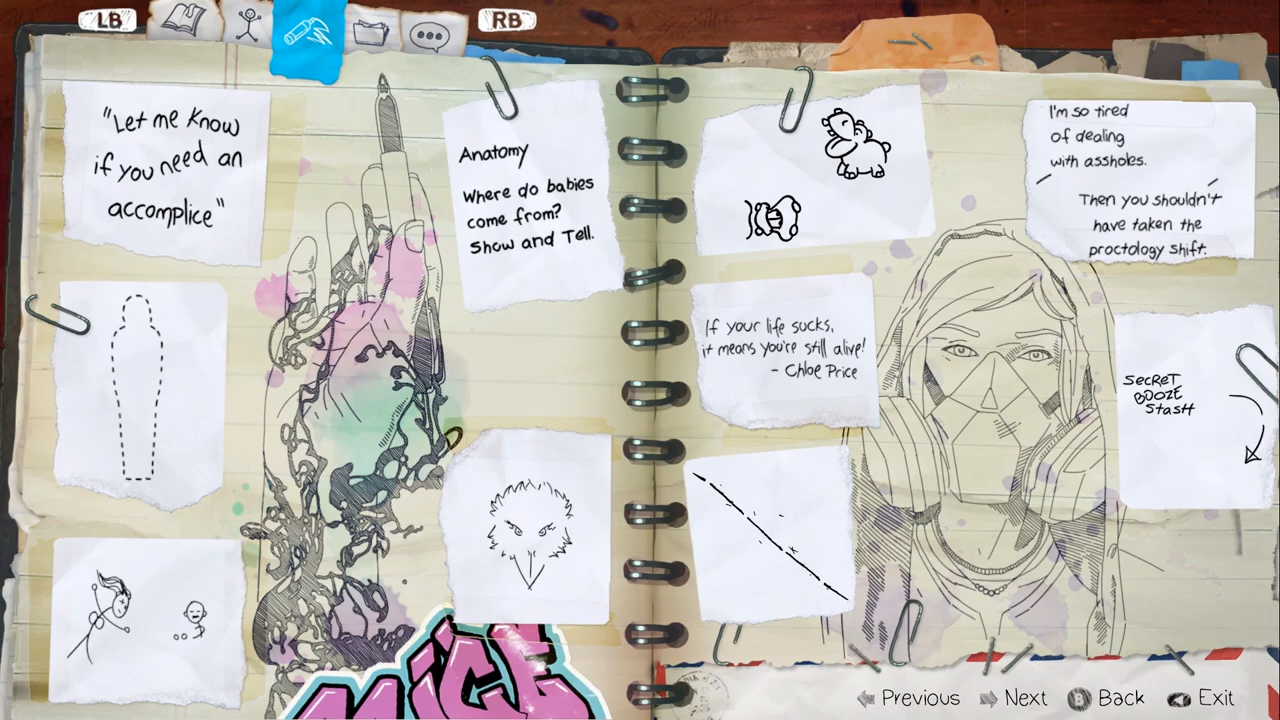 LB
RB
"Let me know
if you need an
accomplice"
Anatomy
Where do babies
come from?
Show and Tell.
I'm so tired
of dealing
with assholes.
Then you shouldn't
have taken the
proctology shift.
If your life sucks,
it means you're still alive!
- Chloe Price
SECRET
BOOZE
STASH
Previous
Next
B
Back
Exit